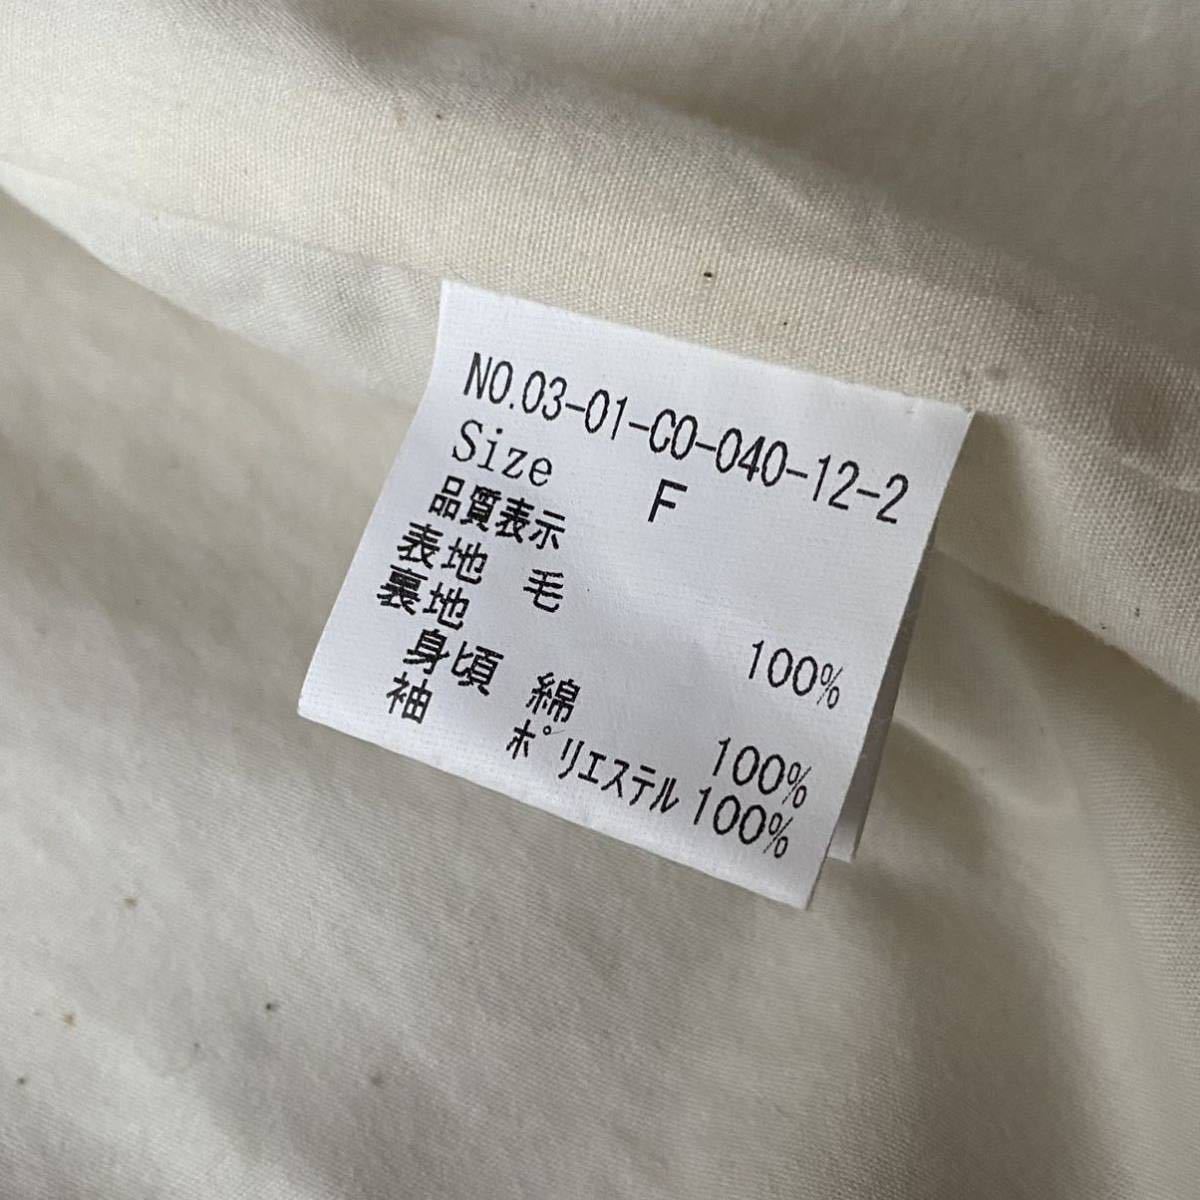 NO.03-01-CO-040-12-2
Size F
品質表示
表地 毛 100%
裏地
身頃 綿 100%
袖 ポリエステル 100%